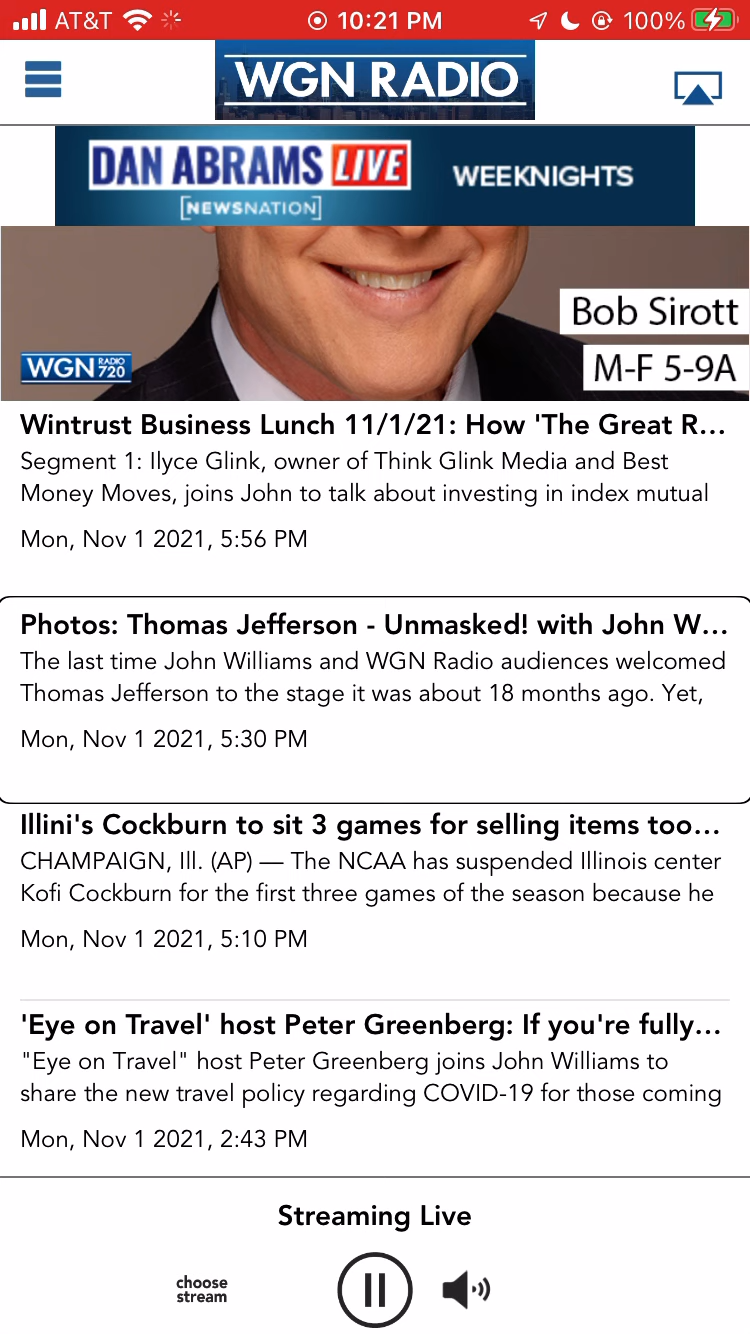 AT&T 10:21 PM 100%
WGN RADIO
DAN ABRAMS LIVE WEEKNIGHTS
[NEWSNATION]
Bob Sirott
WGN RADIO 720
M-F 5-9A
Wintrust Business Lunch 11/1/21: How 'The Great R...
Segment 1: Ilyce Glink, owner of Think Glink Media and Best
Money Moves, joins John to talk about investing in index mutual
Mon, Nov 1 2021, 5:56 PM
Photos: Thomas Jefferson - Unmasked! with John W...
The last time John Williams and WGN Radio audiences welcomed
Thomas Jefferson to the stage it was about 18 months ago. Yet,
Mon, Nov 1 2021, 5:30 PM
Illini's Cockburn to sit 3 games for selling items too...
CHAMPAIGN, Ill. (AP) — The NCAA has suspended Illinois center
Kofi Cockburn for the first three games of the season because he
Mon, Nov 1 2021, 5:10 PM
'Eye on Travel' host Peter Greenberg: If you're fully...
"Eye on Travel" host Peter Greenberg joins John Williams to
share the new travel policy regarding COVID-19 for those coming
Mon, Nov 1 2021, 2:43 PM
Streaming Live
choose
stream